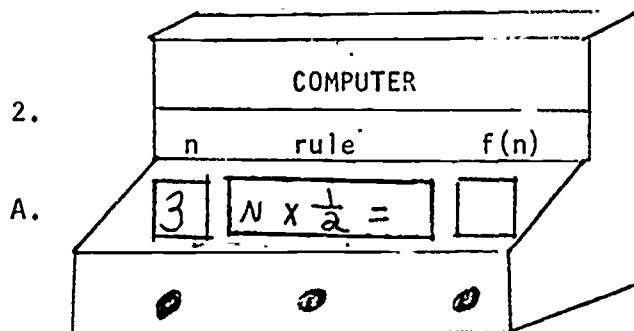 COMPUTER
2.
n rule f(n)
A. 3 N x 1/2 =